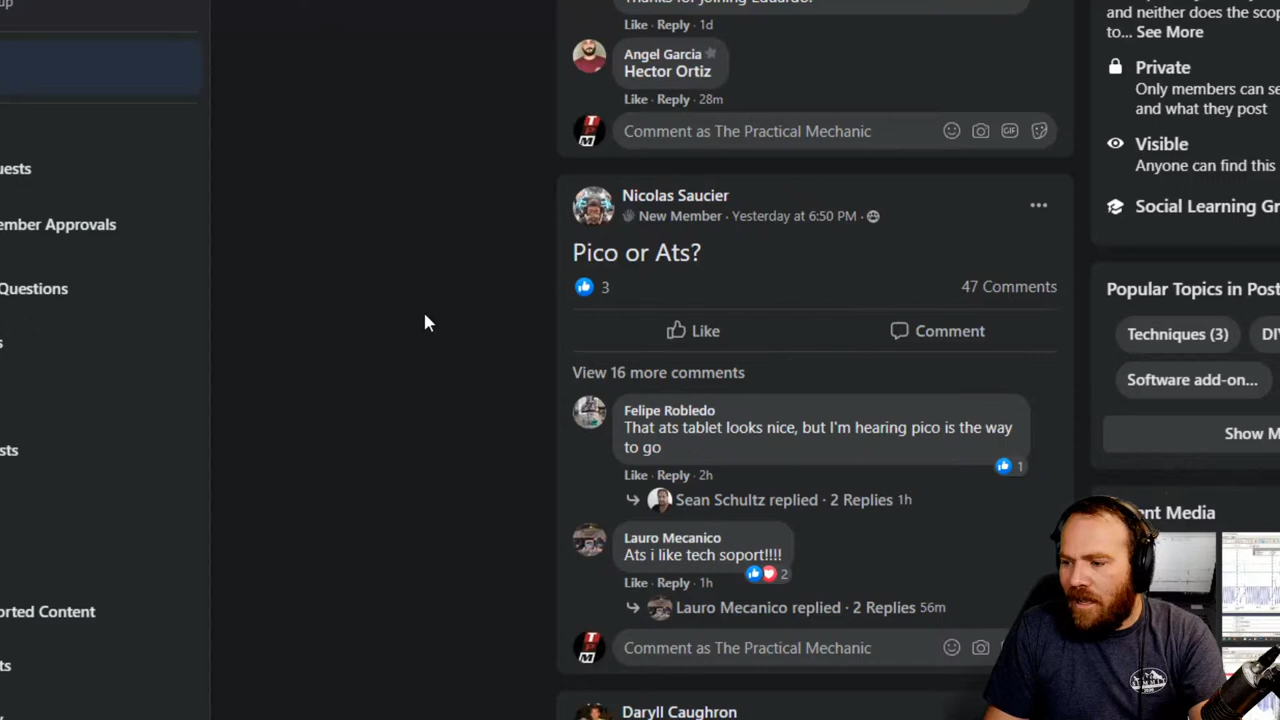 up
and neither does the scop
Like · Reply · 1d
to... See More
Angel Garcia
Hector Ortiz
Like · Reply · 28m
Comment as The Practical Mechanic
GIF
Private
Only members can se
and what they post
Visible
Anyone can find this
Social Learning Gr
uests
ember Approvals
Questions
s
sts
orted Content
ts
Nicolas Saucier
New Member · Yesterday at 6:50 PM ·
Pico or Ats?
3
47 Comments
Like
Comment
View 16 more comments
Felipe Robledo
That ats tablet looks nice, but I'm hearing pico is the way
to go
1
Like · Reply · 2h
Sean Schultz replied · 2 Replies 1h
Lauro Mecanico
Ats i like tech soport!!!!
2
Like · Reply · 1h
Lauro Mecanico replied · 2 Replies 56m
Comment as The Practical Mechanic
Daryll Caughron
Popular Topics in Post
Techniques (3)
DI
Software add-on...
Show M
ent Media
TPM
SUMMIT